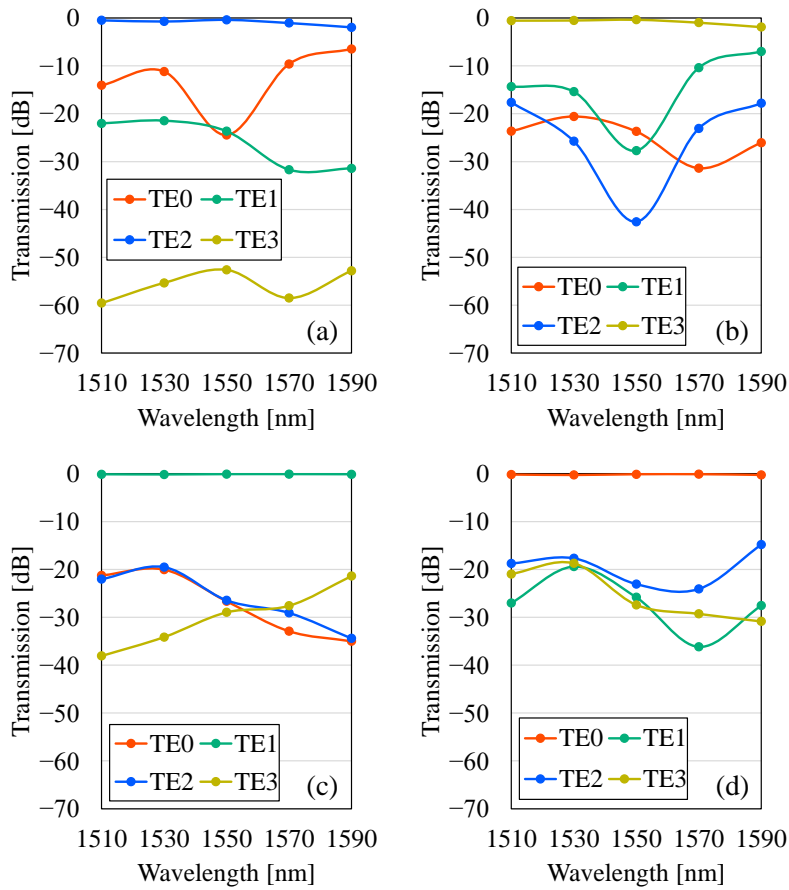 0
−10
−20
−30
−40
−50
−60
−70
Transmission [dB]
TE0 TE1
TE2 TE3
(a)
1510 1530 1550 1570 1590
Wavelength [nm]
0
−10
−20
−30
−40
−50
−60
−70
Transmission [dB]
TE0 TE1
TE2 TE3
(b)
1510 1530 1550 1570 1590
Wavelength [nm]
0
−10
−20
−30
−40
−50
−60
−70
Transmission [dB]
TE0 TE1
TE2 TE3
(c)
1510 1530 1550 1570 1590
Wavelength [nm]
0
−10
−20
−30
−40
−50
−60
−70
Transmission [dB]
TE0 TE1
TE2 TE3
(d)
1510 1530 1550 1570 1590
Wavelength [nm]